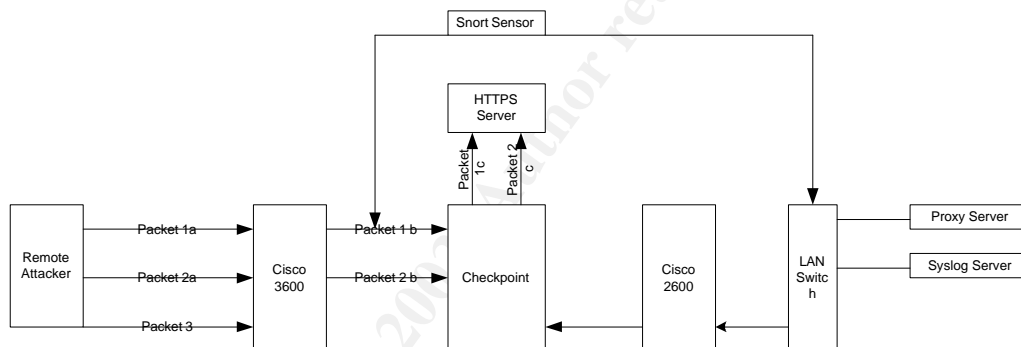 Snort Sensor
HTTPS
Server
Packet
1c
Packet 2
c
Remote
Attacker
Packet 1a
Packet 2a
Packet 3
Cisco
3600
Packet 1 b
Packet 2 b
Checkpoint
Cisco
2600
LAN
Switc
h
Proxy Server
Syslog Server
Author